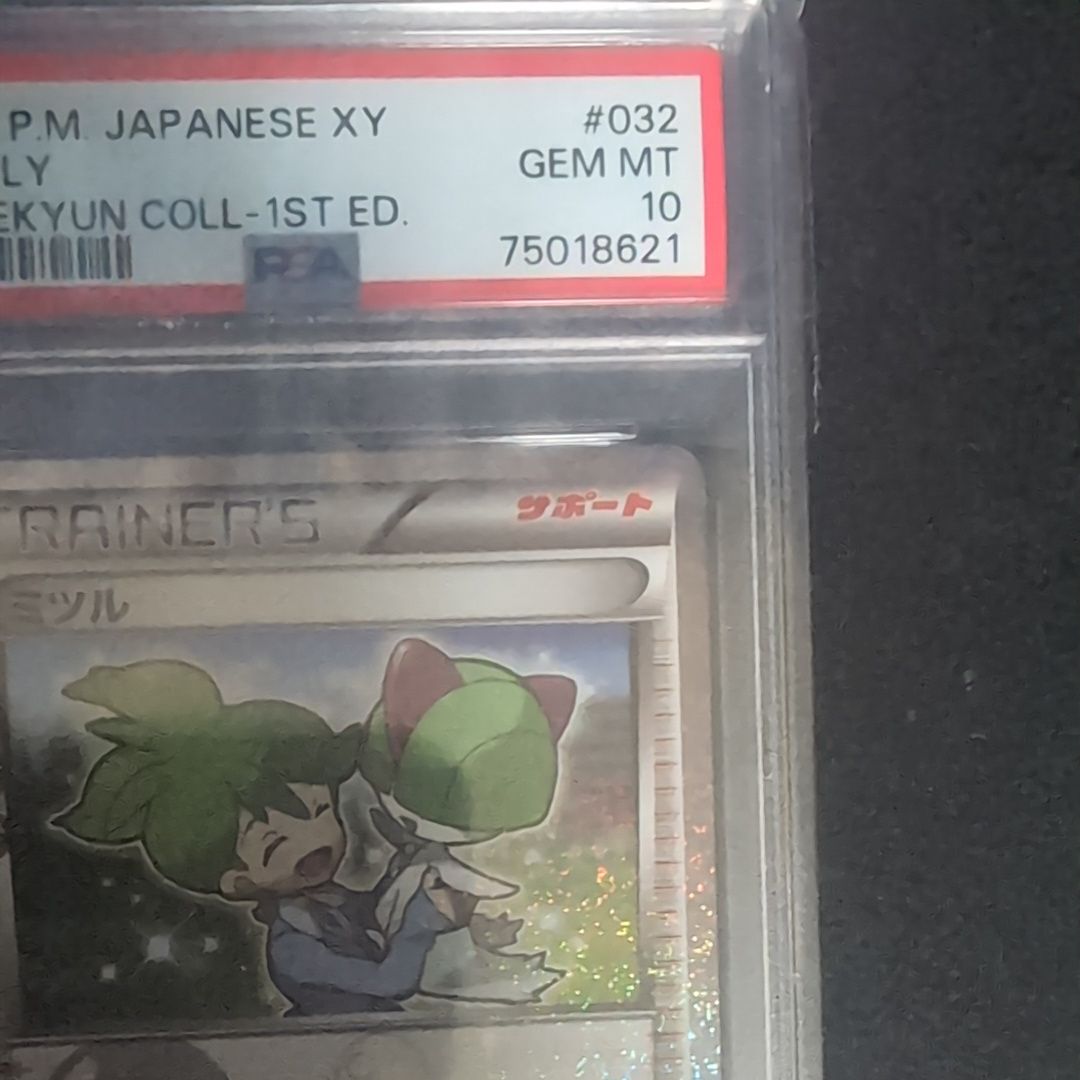 P.M. JAPANESE XY #032
LY GEM MT
EKYUN COLL-1ST ED. 10
75018621
PSA
TRAINER'S サポート
ミツル